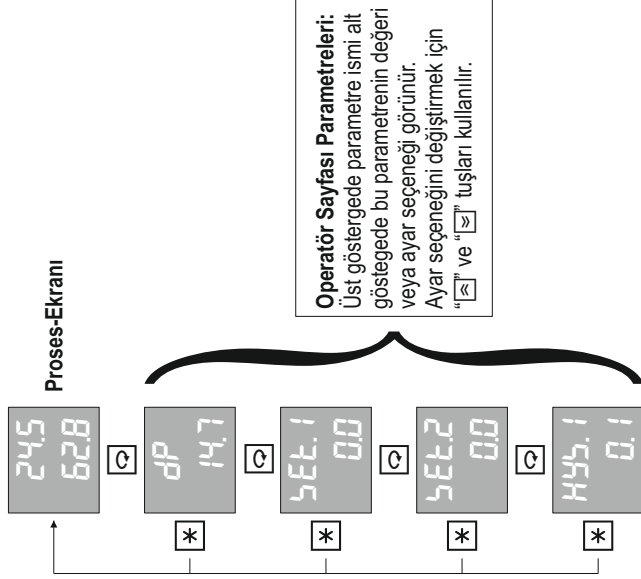 Proses-Ekranı
24.5
62.8
dP
14.7
SEt.1
0.0
SEt.2
0.0
HYS.1
0.1
Operatör Sayfası Parametreleri:
Üst göstergede parametre ismi alt
göstegede bu parametrenin değeri
veya ayar seçeneği görünür.
Ayar seçeneğini değiştirmek için
“ ” ve “ ” tuşları kullanılır.